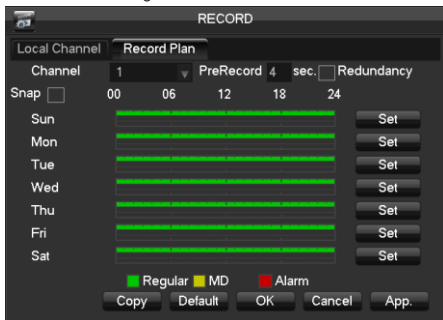 RECORD
Local Channel Record Plan
Channel 1 PreRecord 4 sec. Redundancy
Snap 00 06 12 18 24
Sun Set
Mon Set
Tue Set
Wed Set
Thu Set
Fri Set
Sat Set
Regular MD Alarm
Copy Default OK Cancel App.